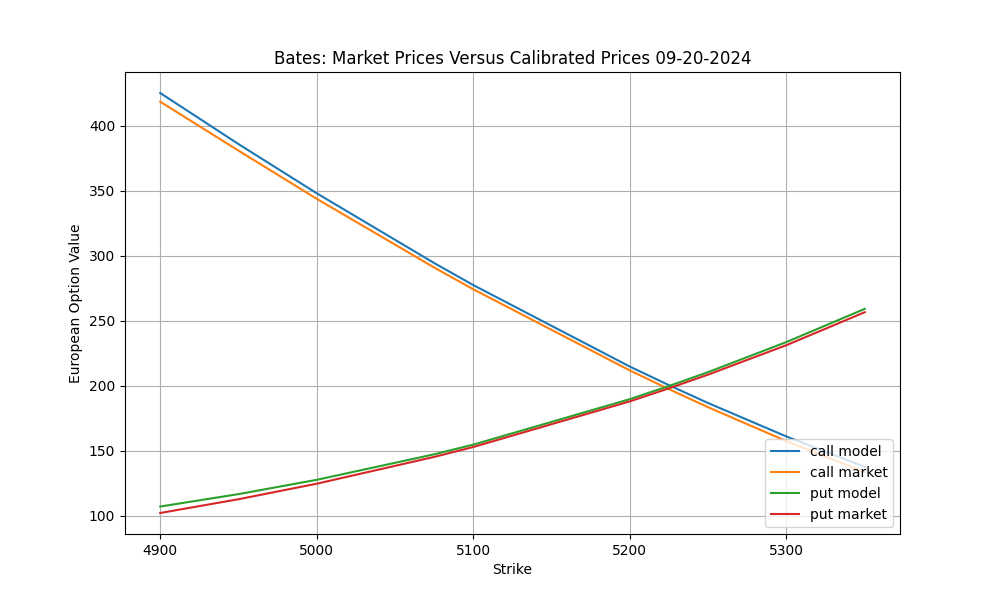 Bates: Market Prices Versus Calibrated Prices 09-20-2024
European Option Value
400
350
300
250
200
150
100
4900
5000
5100
5200
5300
Strike
call model
call market
put model
put market